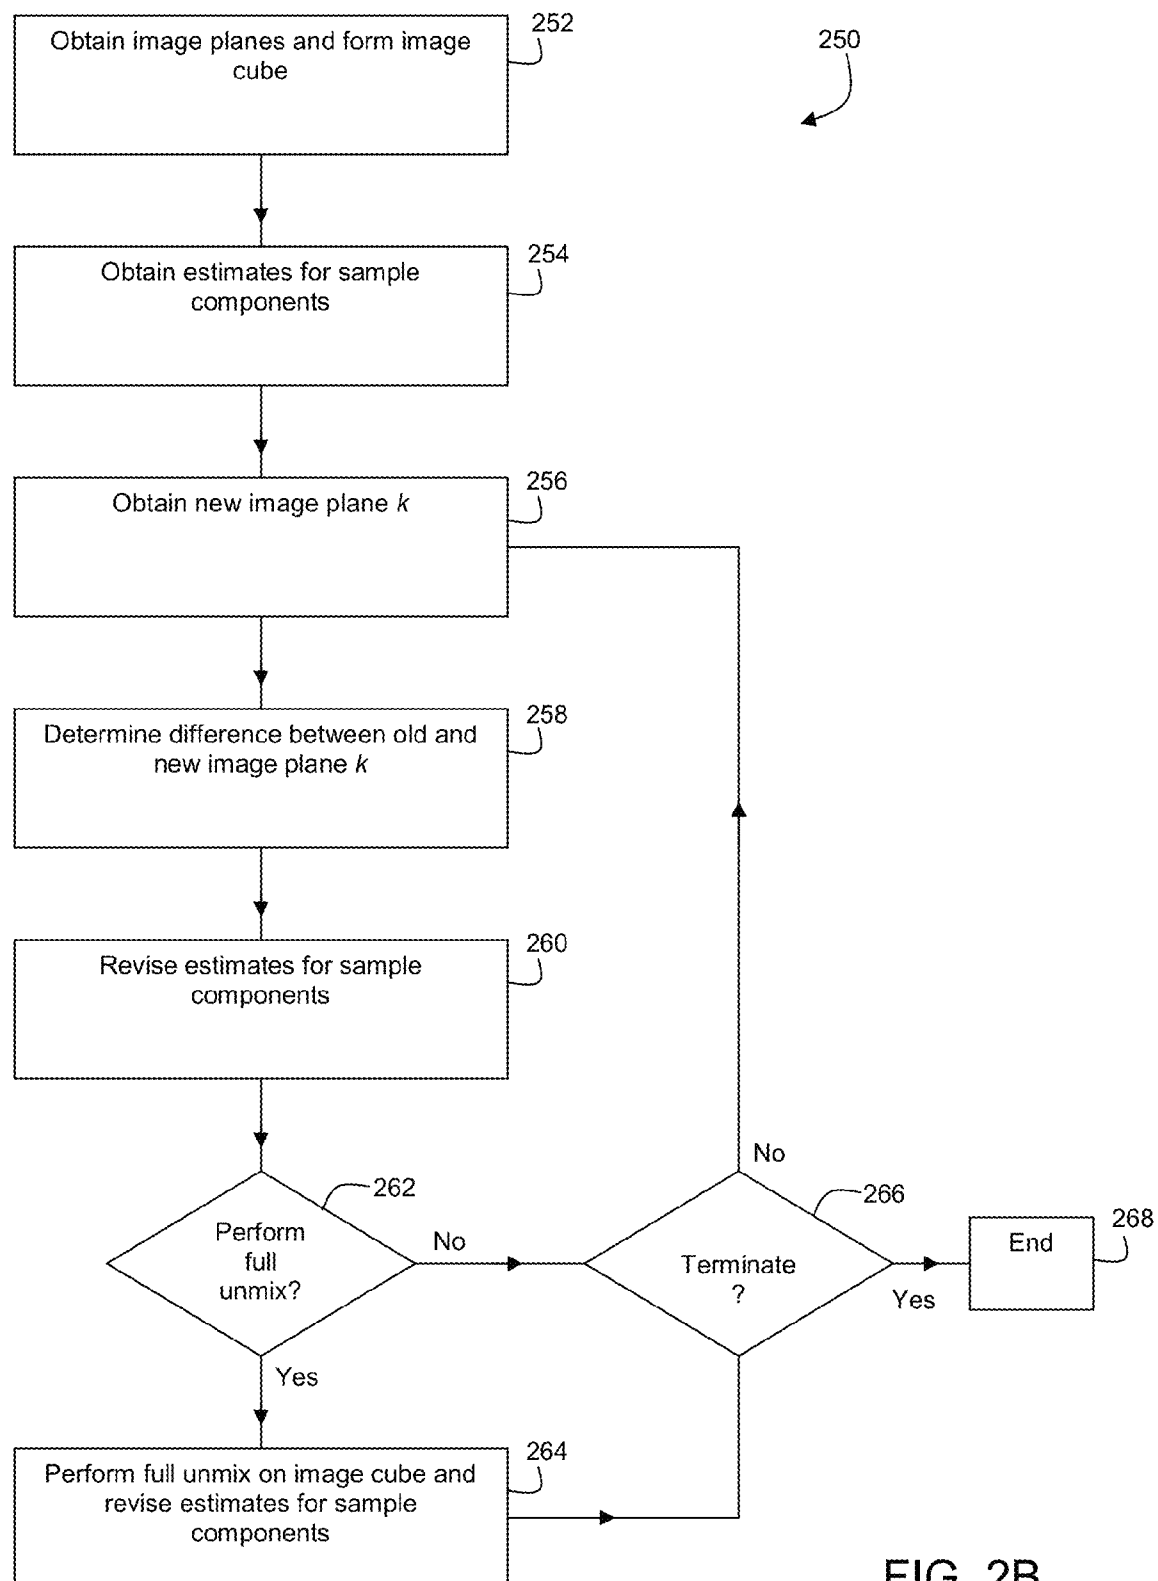 Obtain image planes and form image
cube
252
250
Obtain estimates for sample
components
254
Obtain new image plane k
256
Determine difference between old and
new image plane k
258
Revise estimates for sample
components
260
Perform
full
unmix?
262
No
Yes
Terminate
?
266
No
Yes
End
268
Perform full unmix on image cube and
revise estimates for sample
components
264
FIG. 2B